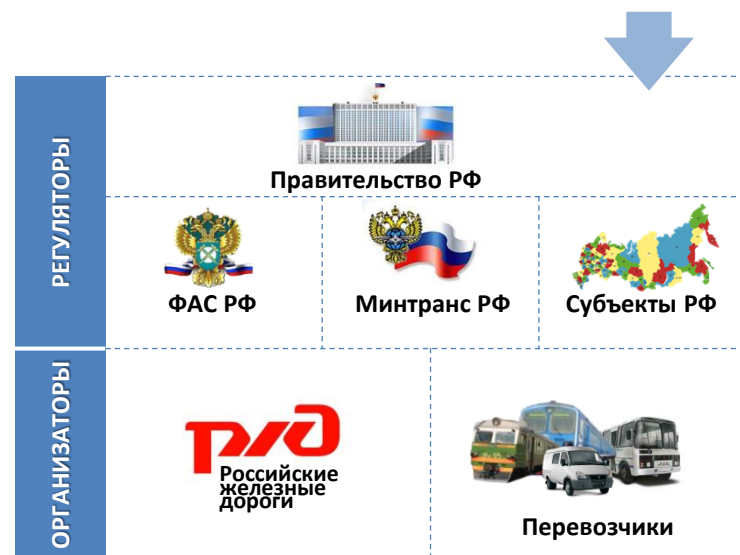 РЕГУЛЯТОРЫ
Правительство РФ
ФАС РФ
Минтранс РФ
Субъекты РФ
ОРГАНИЗАТОРЫ
ржд
Российские
железные
дороги
Перевозчики